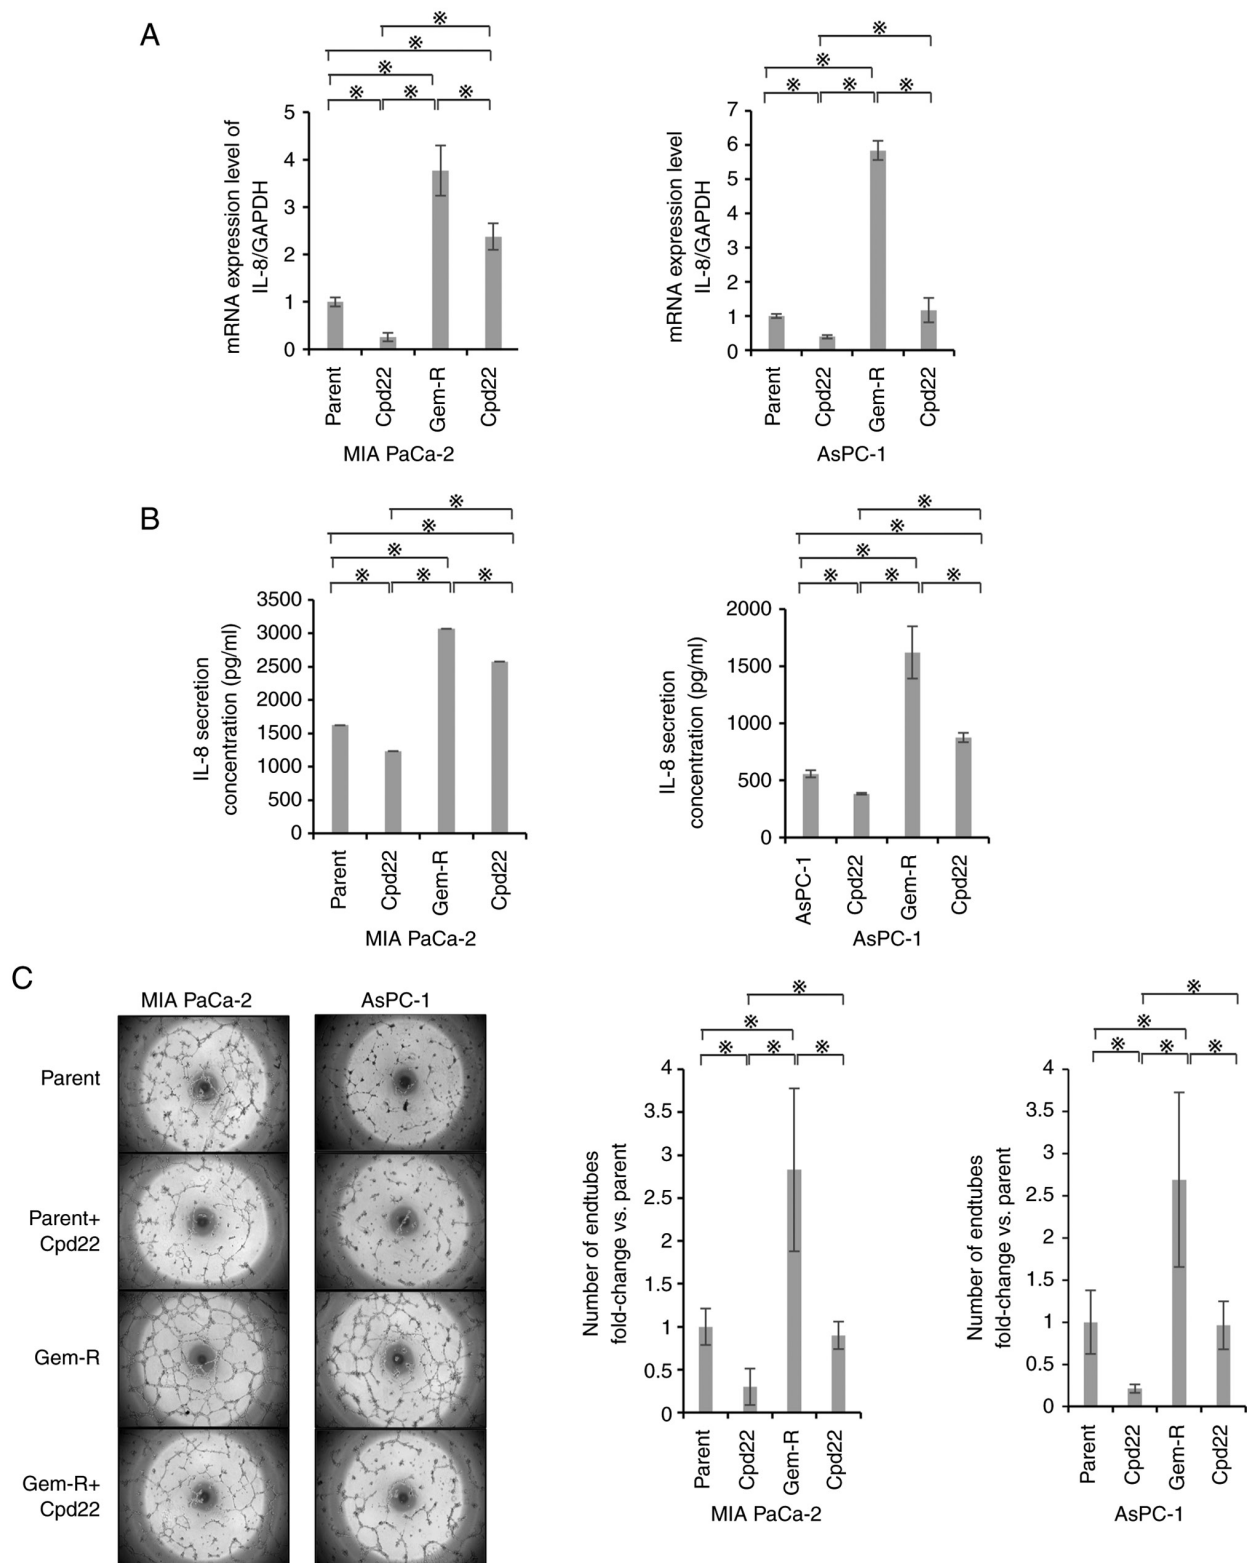 A
※
※
※
※ ※ ※
mRNA expression level of
IL-8/GAPDH
5
4
3
2
1
0
Parent
Cpd22
Gem-R
Cpd22
MIA PaCa-2
※
※
※ ※ ※
mRNA expression level
IL-8/GAPDH
7
6
5
4
3
2
1
0
Parent
Cpd22
Gem-R
Cpd22
AsPC-1
B
※
※
※
※ ※ ※
IL-8 secretion
concentration (pg/ml)
3500
3000
2500
2000
1500
1000
500
0
Parent
Cpd22
Gem-R
Cpd22
MIA PaCa-2
※
※
※
※ ※ ※
IL-8 secretion
concentration (pg/ml)
2000
1500
1000
500
0
AsPC-1
Cpd22
Gem-R
Cpd22
AsPC-1
C
MIA PaCa-2 AsPC-1
Parent
Parent+
Cpd22
Gem-R
Gem-R+
Cpd22
※
※
※ ※ ※
Number of endtubes
fold-change vs. parent
4
3.5
3
2.5
2
1.5
1
0.5
0
Parent
Cpd22
Gem-R
Cpd22
MIA PaCa-2
※
※
※ ※ ※
Number of endtubes
fold-change vs. parent
4
3.5
3
2.5
2
1.5
1
0.5
0
Parent
Cpd22
Gem-R
Cpd22
AsPC-1